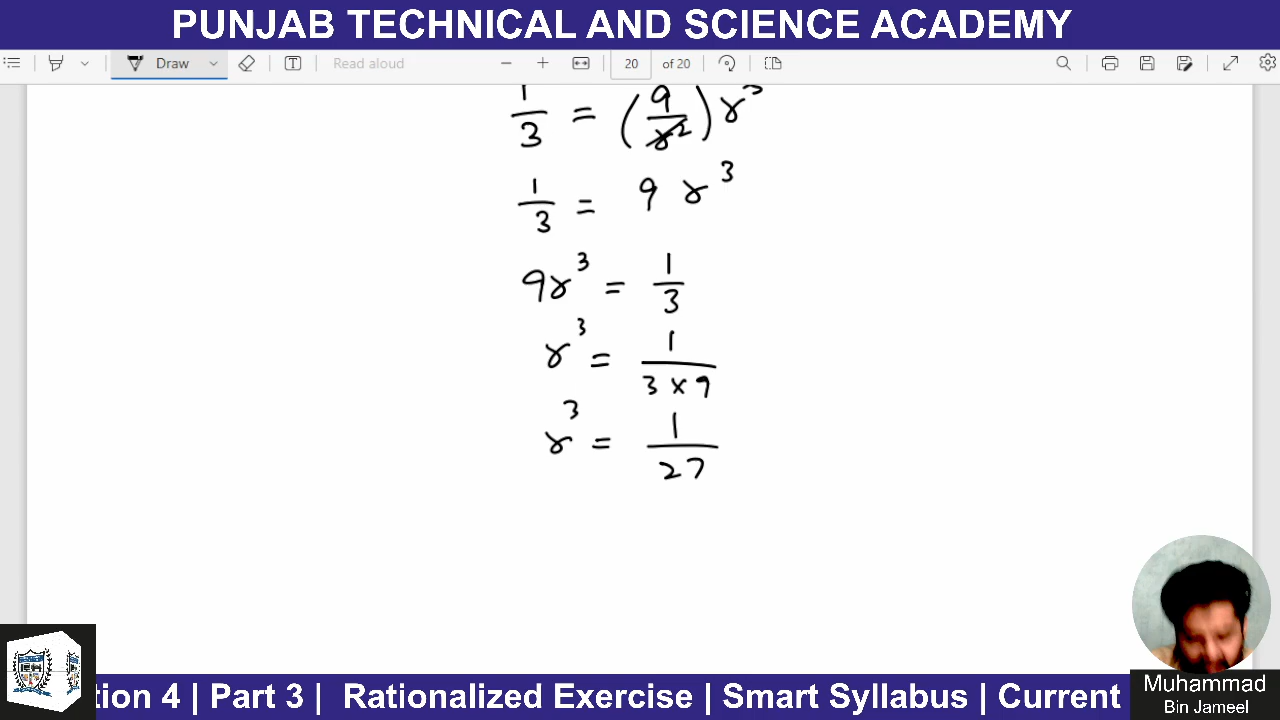 PUNJAB TECHNICAL AND SCIENCE ACADEMY
Draw Read aloud 20 of 20
1/3 = (9/r²) r³
1/3 = 9 r³
9r³ = 1/3
r³ = 1/(3 × 9)
r³ = 1/27
tion 4 | Part 3 | Rationalized Exercise | Smart Syllabus | Current
Muhammad
Bin Jameel